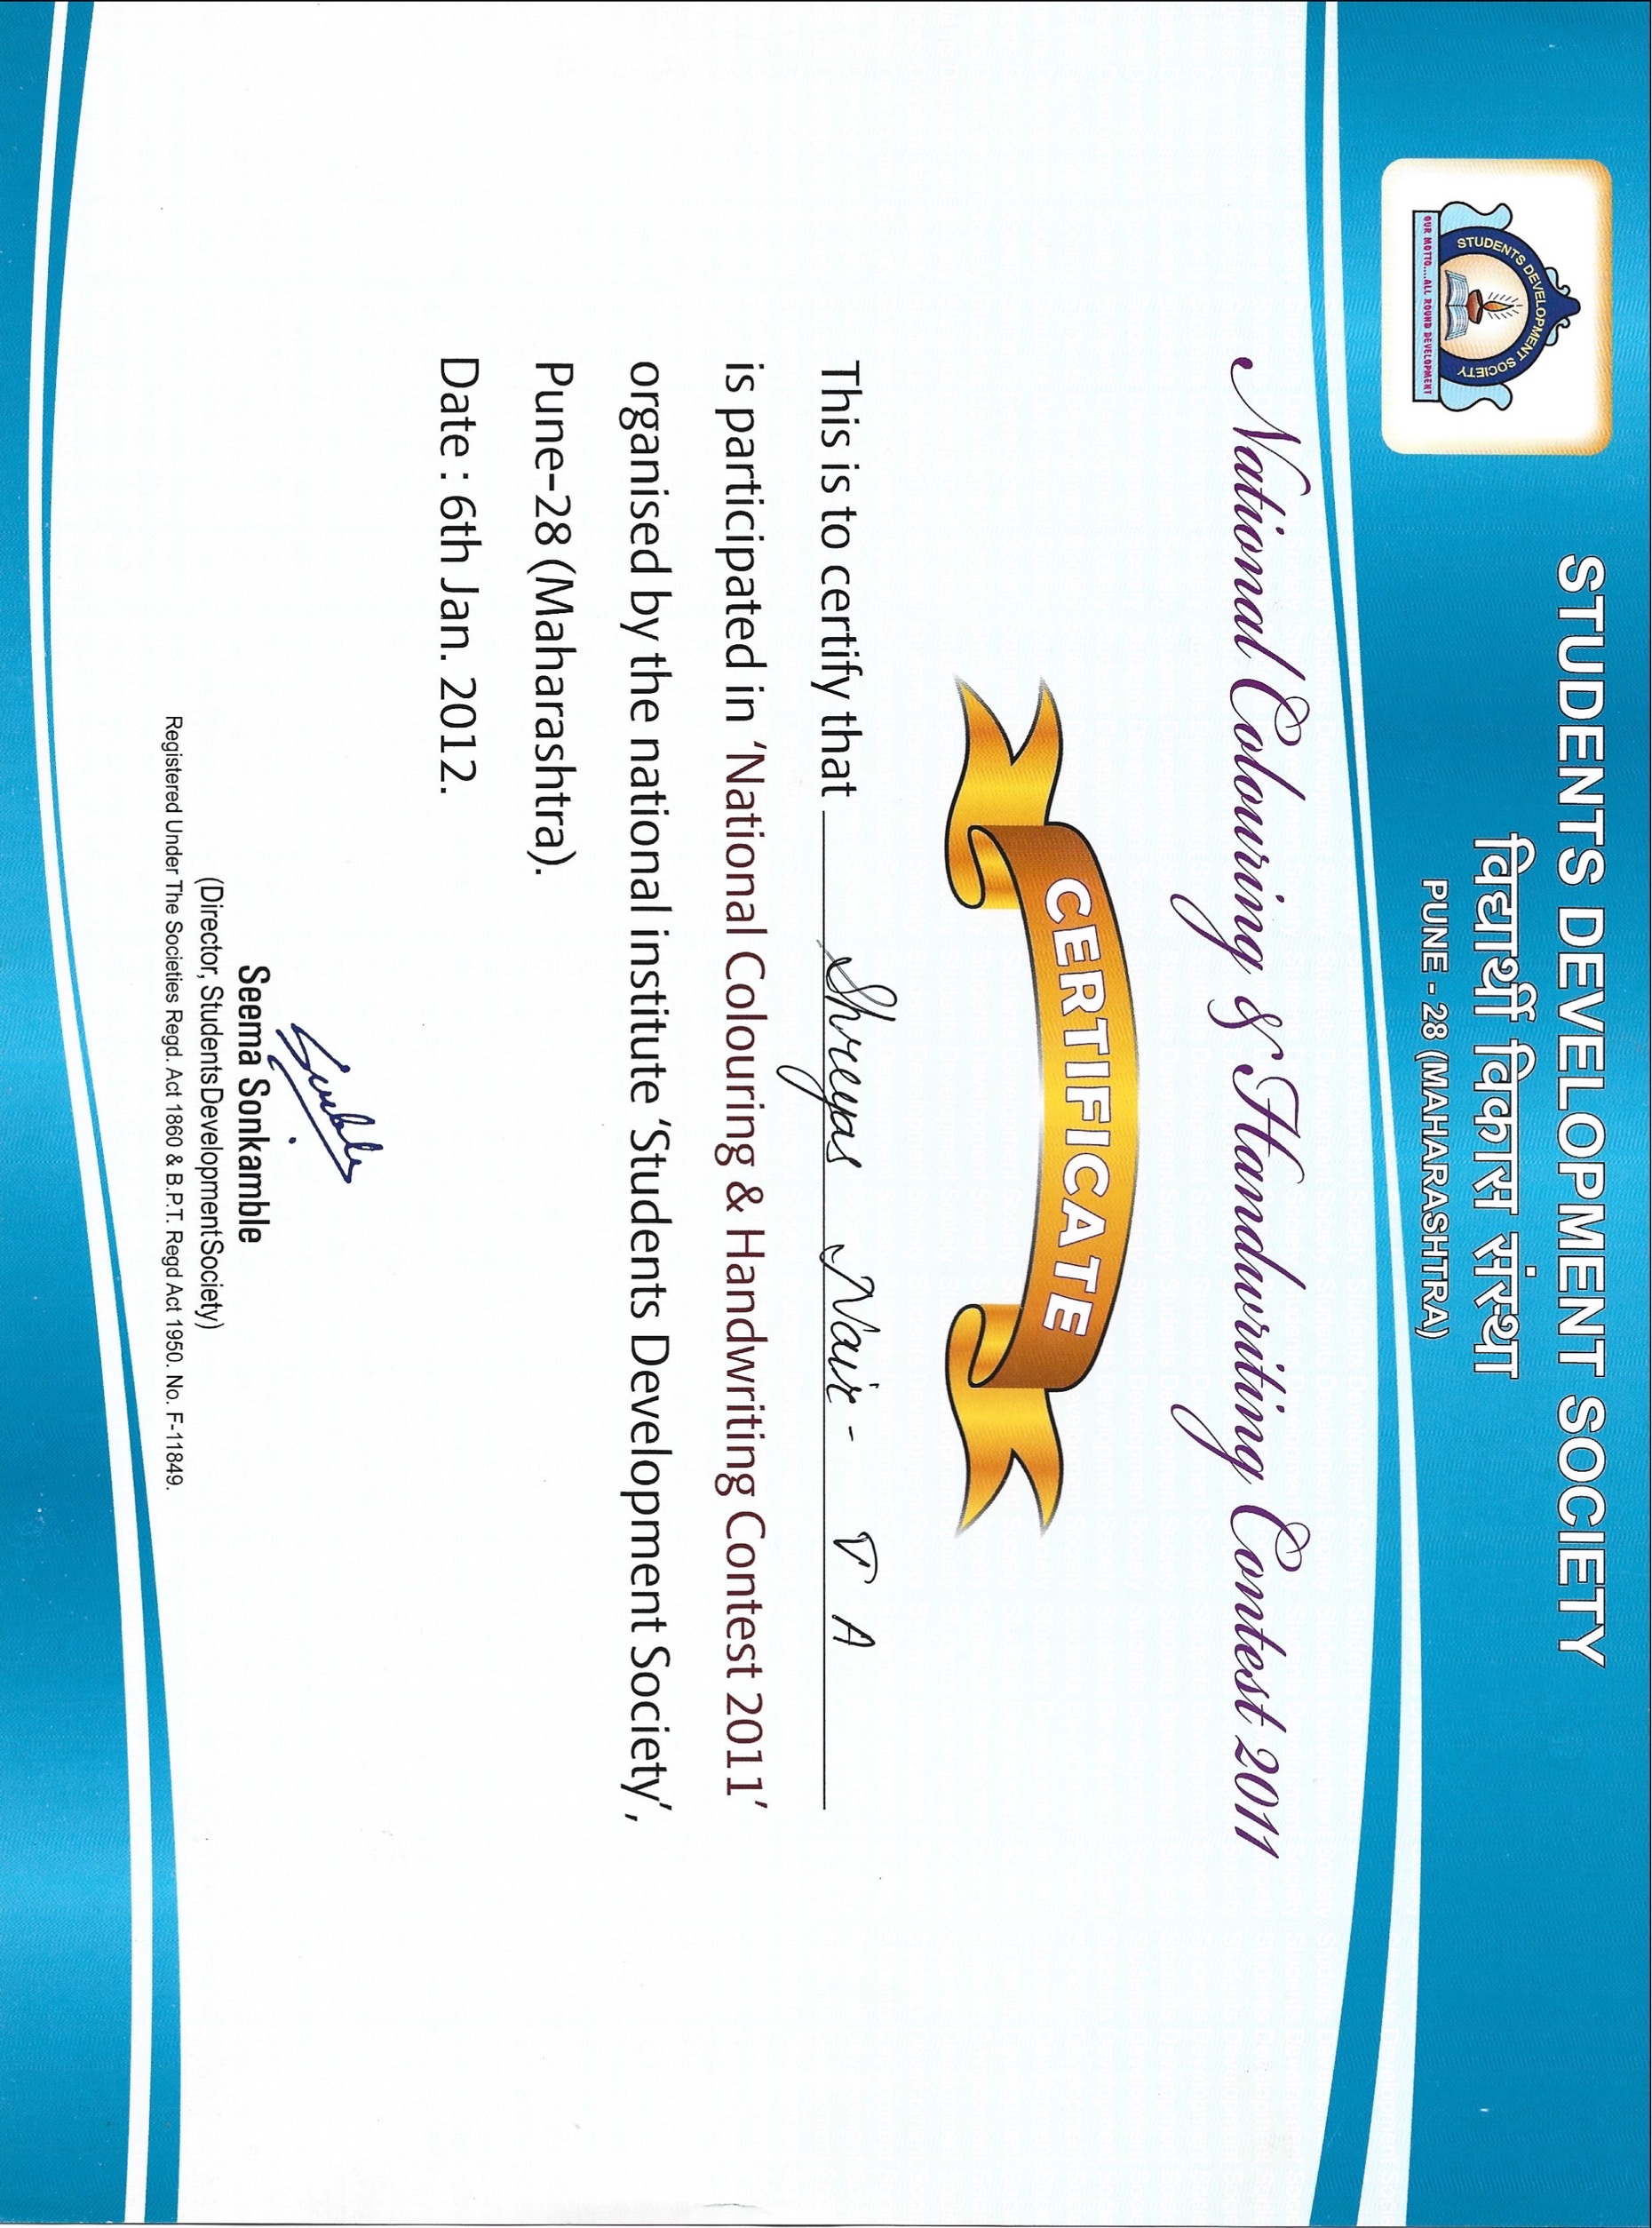 STUDENTS DEVELOPMENT SOCIETY
विद्यार्थी विकास संस्था
PUNE - 28 (MAHARASHTRA)
STUDENTS DEVELOPMENT SOCIETY
OUR MOTTO....ALL ROUND DEVELOPMENT
National Colouring & Handwriting Contest 2011
CERTIFICATE
This is to certify that Shreyas Nair - V A
is participated in ‘National Colouring & Handwriting Contest 2011’
organised by the national institute ‘Students Development Society’,
Pune-28 (Maharashtra).
Date : 6th Jan. 2012.
Seema Sonkamble
(Director, Students Development Society)
Registered Under The Societies Regd. Act 1860 & B.P.T. Regd Act 1950. No. F-11849.